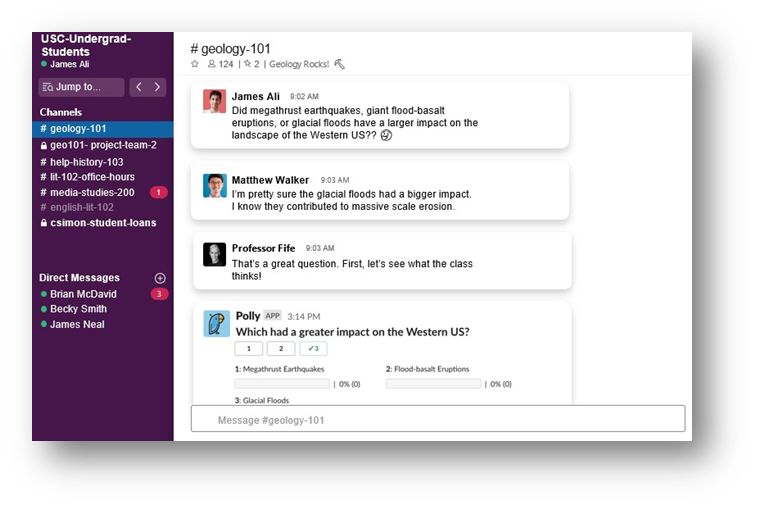 USC-Undergrad-
Students
James Ali
Jump to...
Channels
# geology-101
geo101- project-team-2
# help-history-103
# lit-102-office-hours
# media-studies-200 1
# english-lit-102
csimon-student-loans
Direct Messages
Brian McDavid 3
Becky Smith
James Neal
# geology-101
124 | 2 | Geology Rocks!
James Ali 9:02 AM
Did megathrust earthquakes, giant flood-basalt
eruptions, or glacial floods have a larger impact on the
landscape of the Western US??
Matthew Walker 9:03 AM
I'm pretty sure the glacial floods had a bigger impact.
I know they contributed to massive scale erosion.
Professor Fife 9:03 AM
That's a great question. First, let's see what the class
thinks!
Polly APP 3:14 PM
Which had a greater impact on the Western US?
1 2 ✓3
1: Megathrust Earthquakes 2: Flood-basalt Eruptions
| 0% (0) | 0% (0)
3: Glacial Floods
Message #geology-101